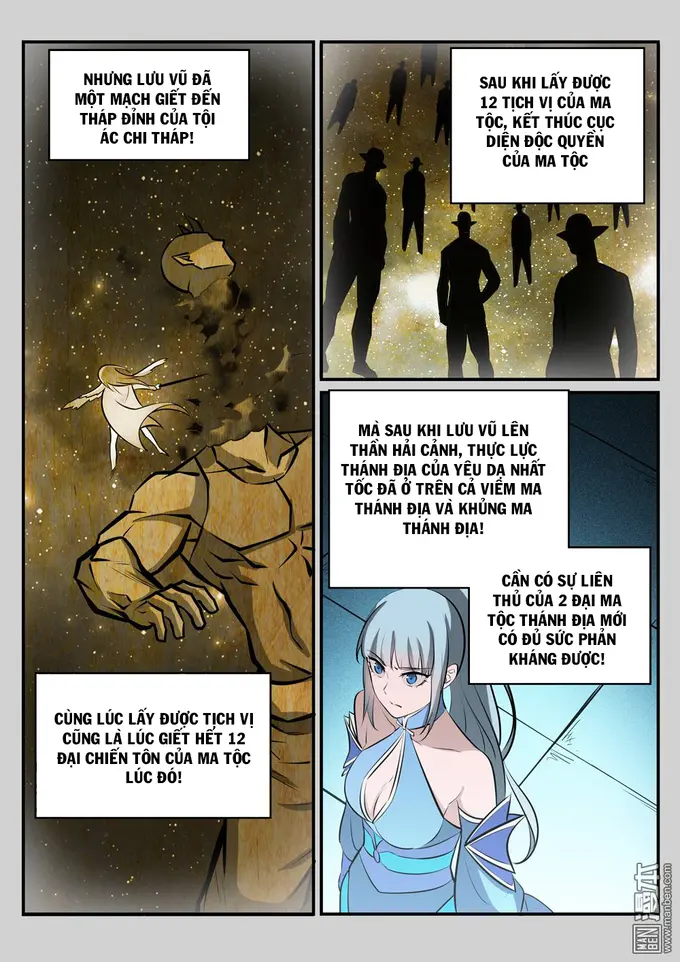 NHƯNG LƯU VŨ ĐÃ
MỘT MẠCH GIẾT ĐẾN
THÁP ĐỈNH CỦA TỘI
ÁC CHI THÁP!
CÙNG LÚC LẤY ĐƯỢC TỊCH VỊ
CŨNG LÀ LÚC GIẾT HẾT 12
ĐẠI CHIẾN TÔN CỦA MA TỘC
LÚC ĐÓ!
SAU KHI LẤY ĐƯỢC
12 TỊCH VỊ CỦA MA
TỘC, KẾT THÚC CỤC
DIỆN ĐỘC QUYỀN
CỦA MA TỘC
MÀ SAU KHI LƯU VŨ LÊN
THẦN HẢI CẢNH, THỰC LỰC
THÁNH ĐỊA CỦA YÊU DẠ NHẤT
TỐC ĐÃ Ở TRÊN CẢ VIÊM MA
THÁNH ĐỊA VÀ KHỦNG MA
THÁNH ĐỊA!
CẦN CÓ SỰ LIÊN
THỦ CỦA 2 ĐẠI MA
TỘC THÁNH ĐỊA MỚI
CÓ ĐỦ SỨC PHẢN
KHÁNG ĐƯỢC!
MAN
BEN
漫本
www.manben.com